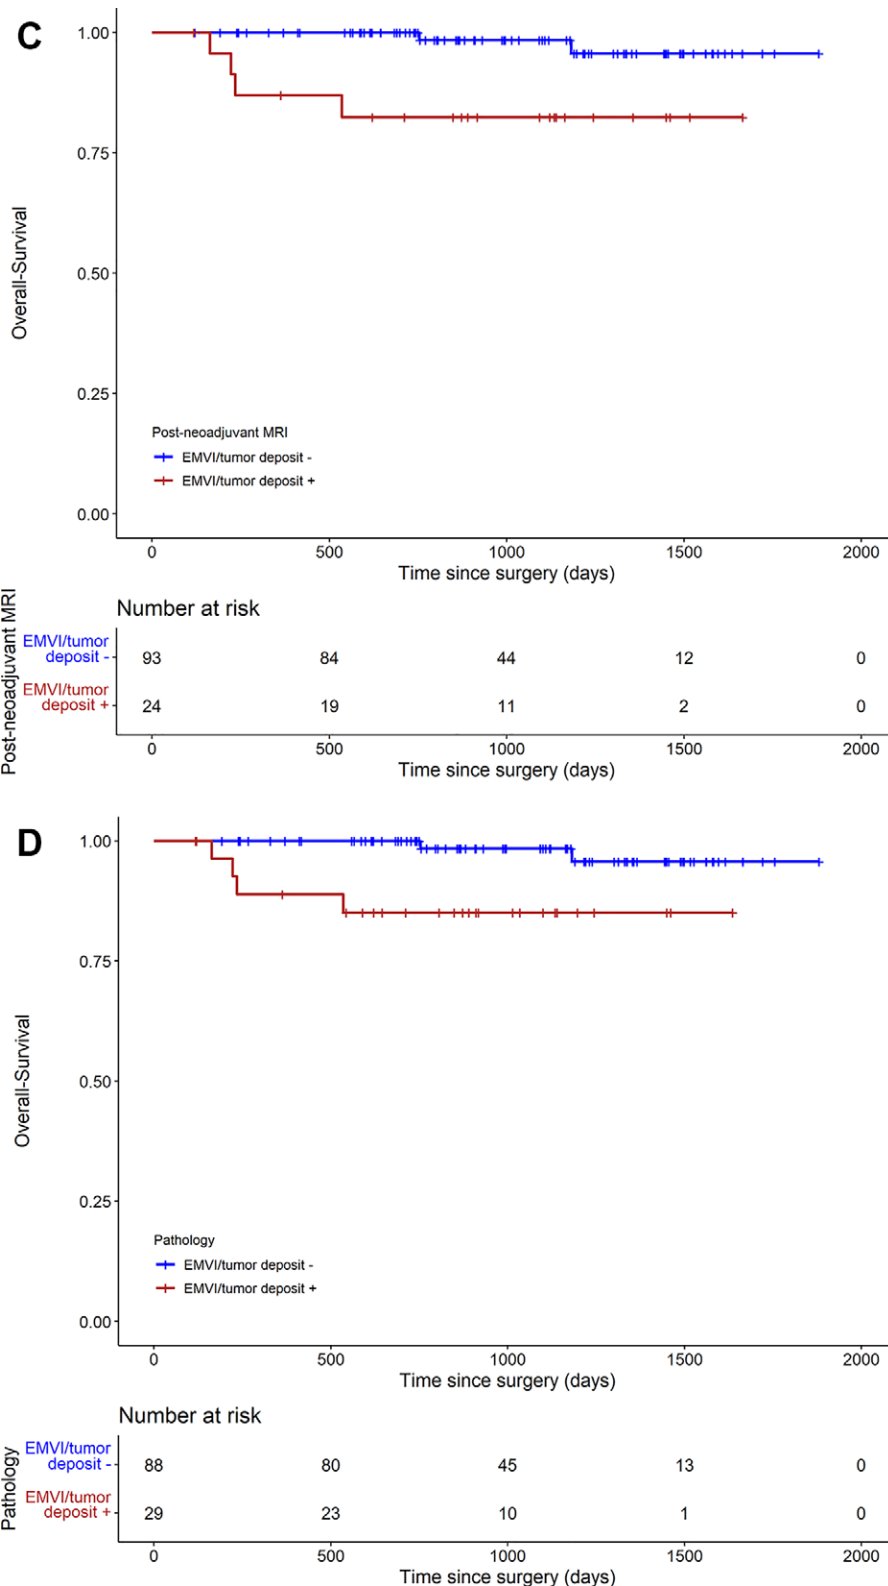 C
1.00
0.75
0.50
0.25
0.00
Overall-Survival
Post-neoadjuvant MRI
EMVI/tumor deposit -
EMVI/tumor deposit +
0 500 1000 1500 2000
Time since surgery (days)
Number at risk
Post-neoadjuvant MRI
EMVI/tumor
deposit - 93 84 44 12 0
EMVI/tumor
deposit + 24 19 11 2 0
0 500 1000 1500 2000
Time since surgery (days)
D
1.00
0.75
0.50
0.25
0.00
Overall-Survival
Pathology
EMVI/tumor deposit -
EMVI/tumor deposit +
0 500 1000 1500 2000
Time since surgery (days)
Number at risk
Pathology
EMVI/tumor
deposit - 88 80 45 13 0
EMVI/tumor
deposit + 29 23 10 1 0
0 500 1000 1500 2000
Time since surgery (days)